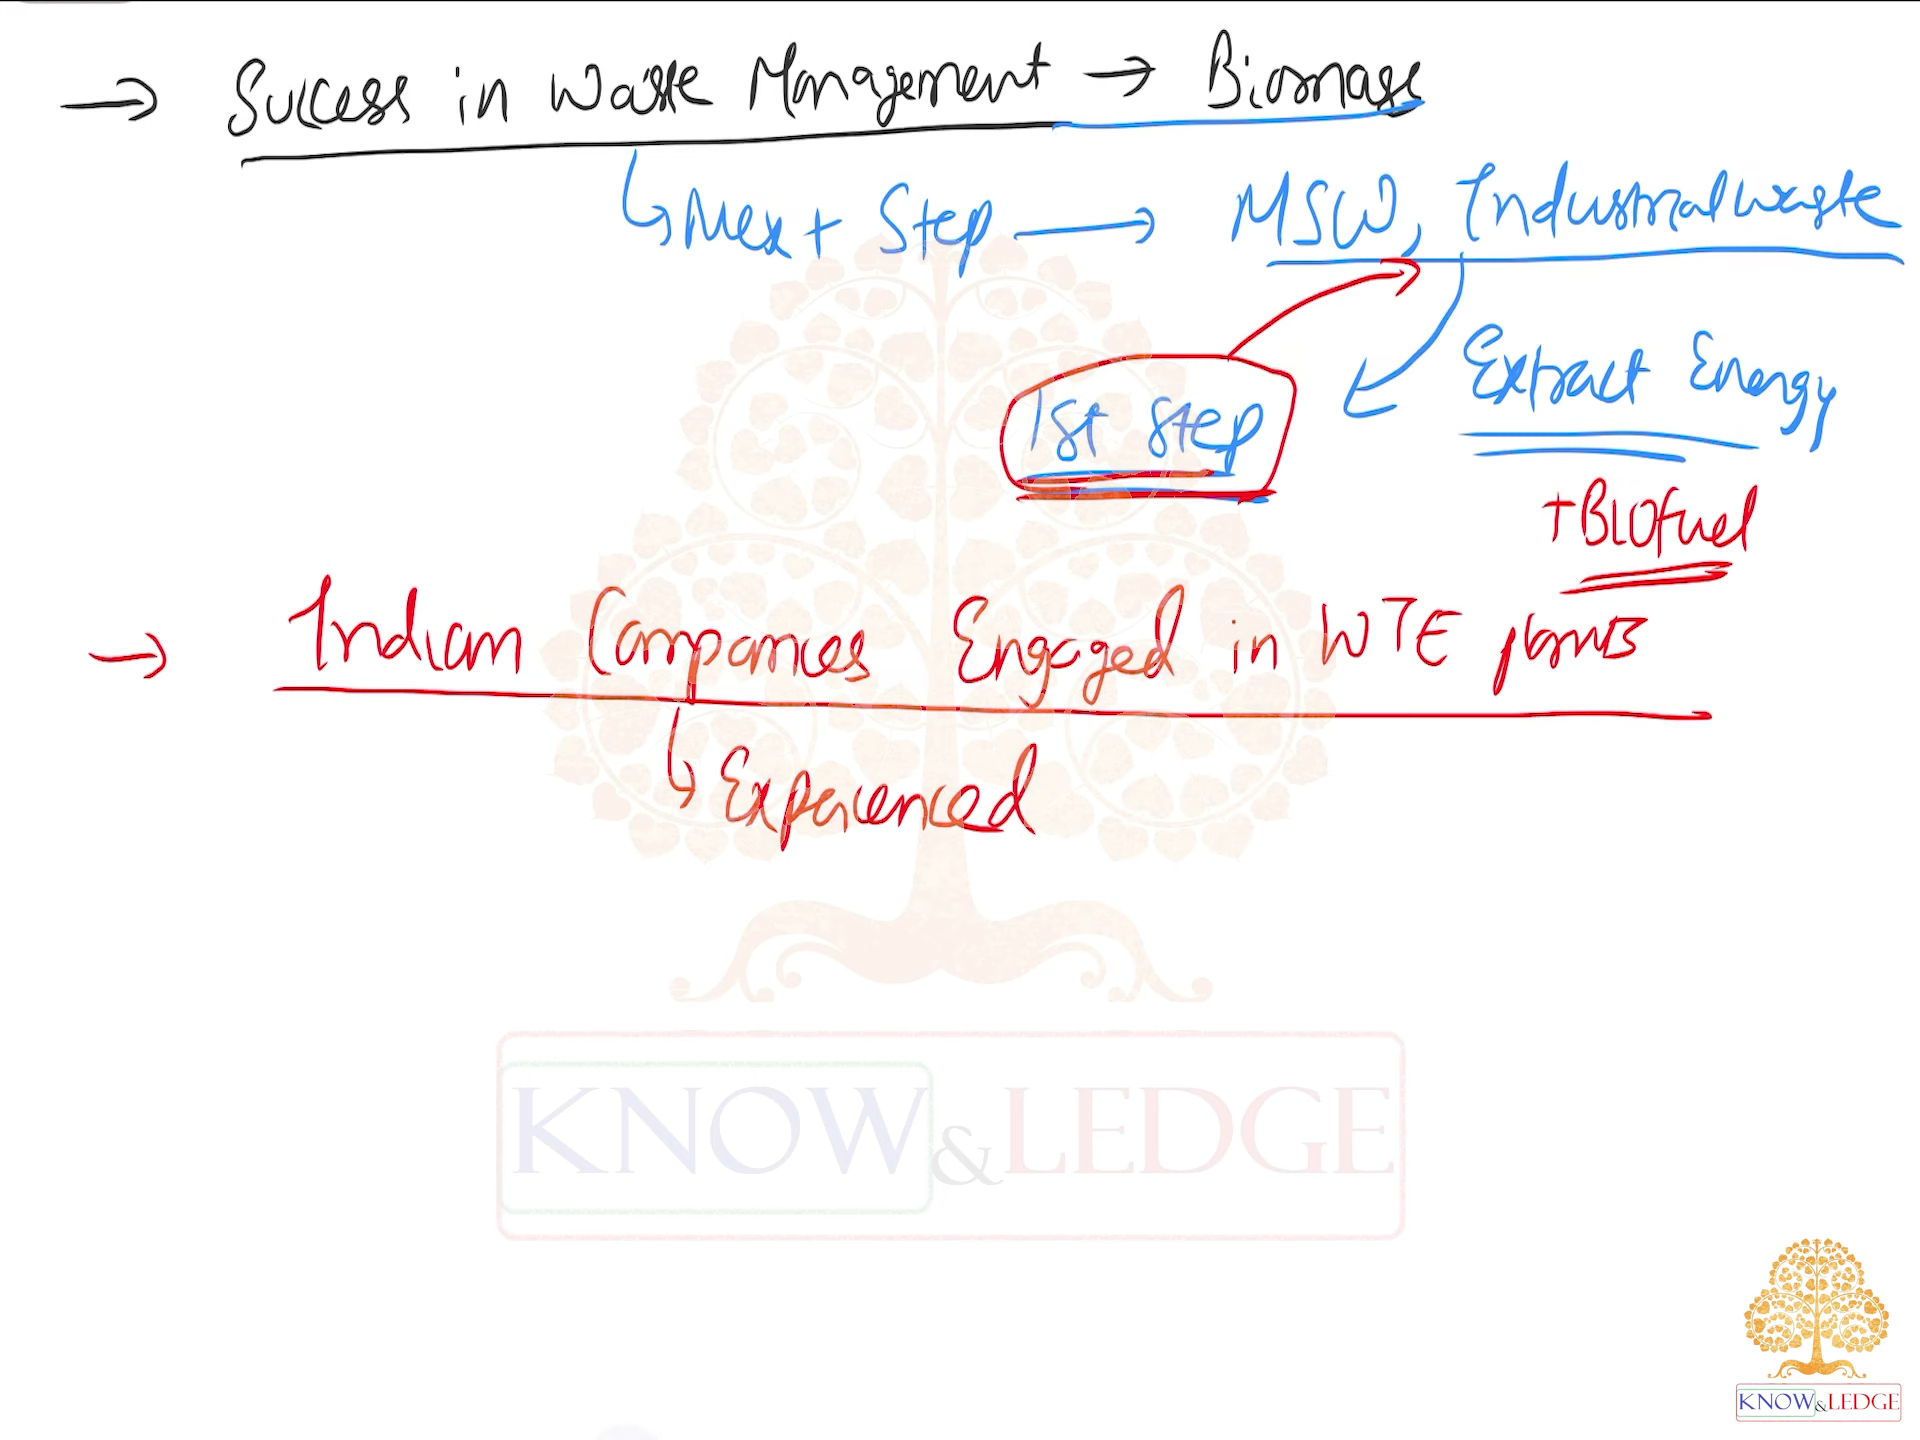 → Success in Waste Management → Biomass
↳ Next Step → MSW, Industrial waste
Extract Energy
1st Step
+Biofuel
→ Indian Companies Engaged in WTE plants
↳ Experienced
KNOW&LEDGE
KNOW&LEDGE